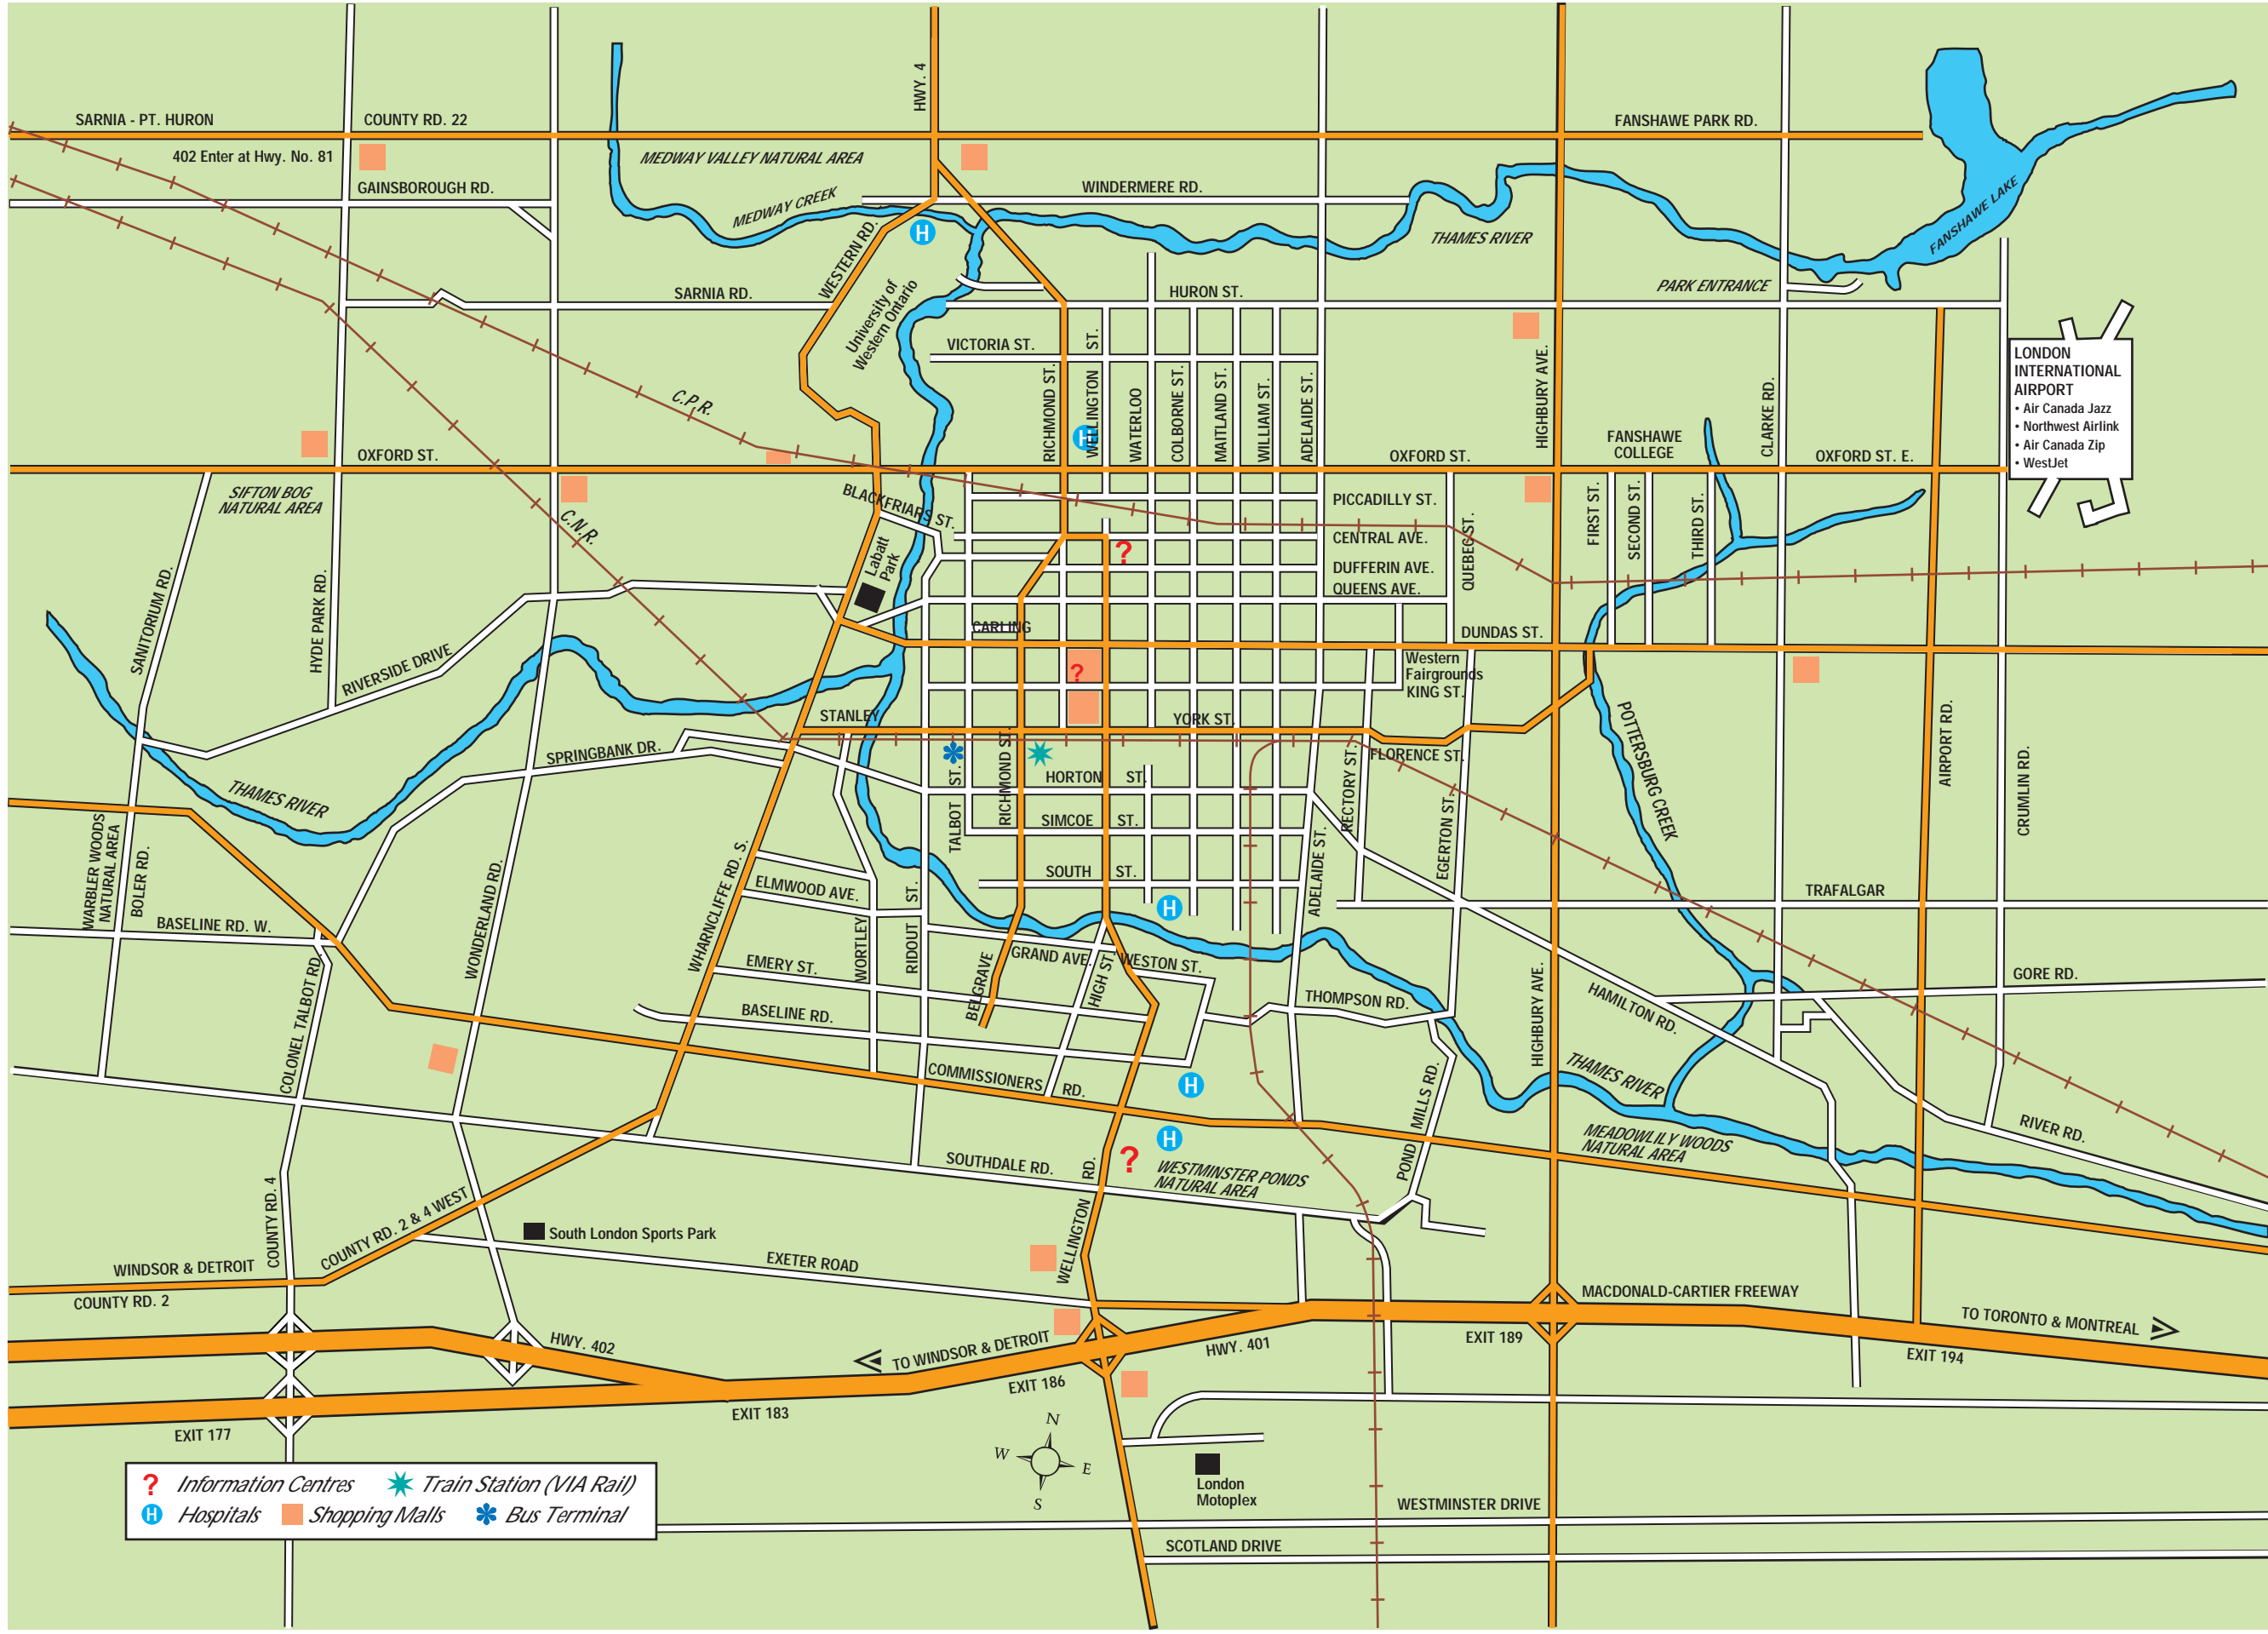 HWY. 4
SARNIA - PT. HURON
COUNTY RD. 22
FANSHAWE PARK RD.
402 Enter at Hwy. No. 81
MEDWAY VALLEY NATURAL AREA
GAINSBOROUGH RD.
WINDERMERE RD.
MEDWAY CREEK
FANSHAWE LAKE
H
WESTERN RD.
THAMES RIVER
SARNIA RD.
University of
Western Ontario
HURON ST.
PARK ENTRANCE
VICTORIA ST.
LONDON
INTERNATIONAL
AIRPORT
• Air Canada Jazz
• Northwest Airlink
• Air Canada Zip
• WestJet
C.P.R.
RICHMOND ST.
WELLINGTON ST.
WATERLOO
COLBORNE ST.
MAITLAND ST.
WILLIAM ST.
ADELAIDE ST.
HIGHBURY AVE.
CLARKE RD.
H
FANSHAWE
COLLEGE
OXFORD ST.
OXFORD ST.
OXFORD ST. E.
SIFTON BOG
NATURAL AREA
C.N.R.
BLACKFRIARS ST.
PICCADILLY ST.
CENTRAL AVE.
DUFFERIN AVE.
QUEENS AVE.
QUEBEC ST.
FIRST ST.
SECOND ST.
THIRD ST.
?
Labatt
Park
SANITORIUM RD.
HYDE PARK RD.
RIVERSIDE DRIVE
CARLING
DUNDAS ST.
Western
Fairgrounds
KING ST.
?
STANLEY
YORK ST.
SPRINGBANK DR.
FLORENCE ST.
POTTERSBURG CREEK
AIRPORT RD.
CRUMLIN RD.
THAMES RIVER
TALBOT ST.
RICHMOND ST.
HORTON ST.
SIMCOE ST.
SOUTH ST.
RECTORY ST.
EGERTON ST.
ADELAIDE ST.
WARBLER WOODS
NATURAL AREA
BOLER RD.
BASELINE RD. W.
WONDERLAND RD.
WHARNCLIFFE RD. S.
ELMWOOD AVE.
WORTLEY
RIDOUT ST.
H
TRAFALGAR
COLONEL TALBOT RD.
EMERY ST.
BELGRAVE
GRAND AVE.
HIGH ST.
WESTON ST.
HIGHBURY AVE.
GORE RD.
BASELINE RD.
THOMPSON RD.
HAMILTON RD.
COMMISSIONERS RD.
H
POND MILLS RD.
THAMES RIVER
H
MEADOWLILY WOODS
NATURAL AREA
RIVER RD.
SOUTHDALE RD.
?
WESTMINSTER PONDS
NATURAL AREA
COUNTY RD. 4
COUNTY RD. 2 & 4 WEST
South London Sports Park
WELLINGTON RD.
EXETER ROAD
WINDSOR & DETROIT
COUNTY RD. 2
MACDONALD-CARTIER FREEWAY
TO TORONTO & MONTREAL
HWY. 402
TO WINDSOR & DETROIT
HWY. 401
EXIT 189
EXIT 194
EXIT 186
EXIT 183
EXIT 177
N
W
E
S
? Information Centres
Train Station (VIA Rail)
H Hospitals
Shopping Malls
Bus Terminal
London
Motoplex
WESTMINSTER DRIVE
SCOTLAND DRIVE